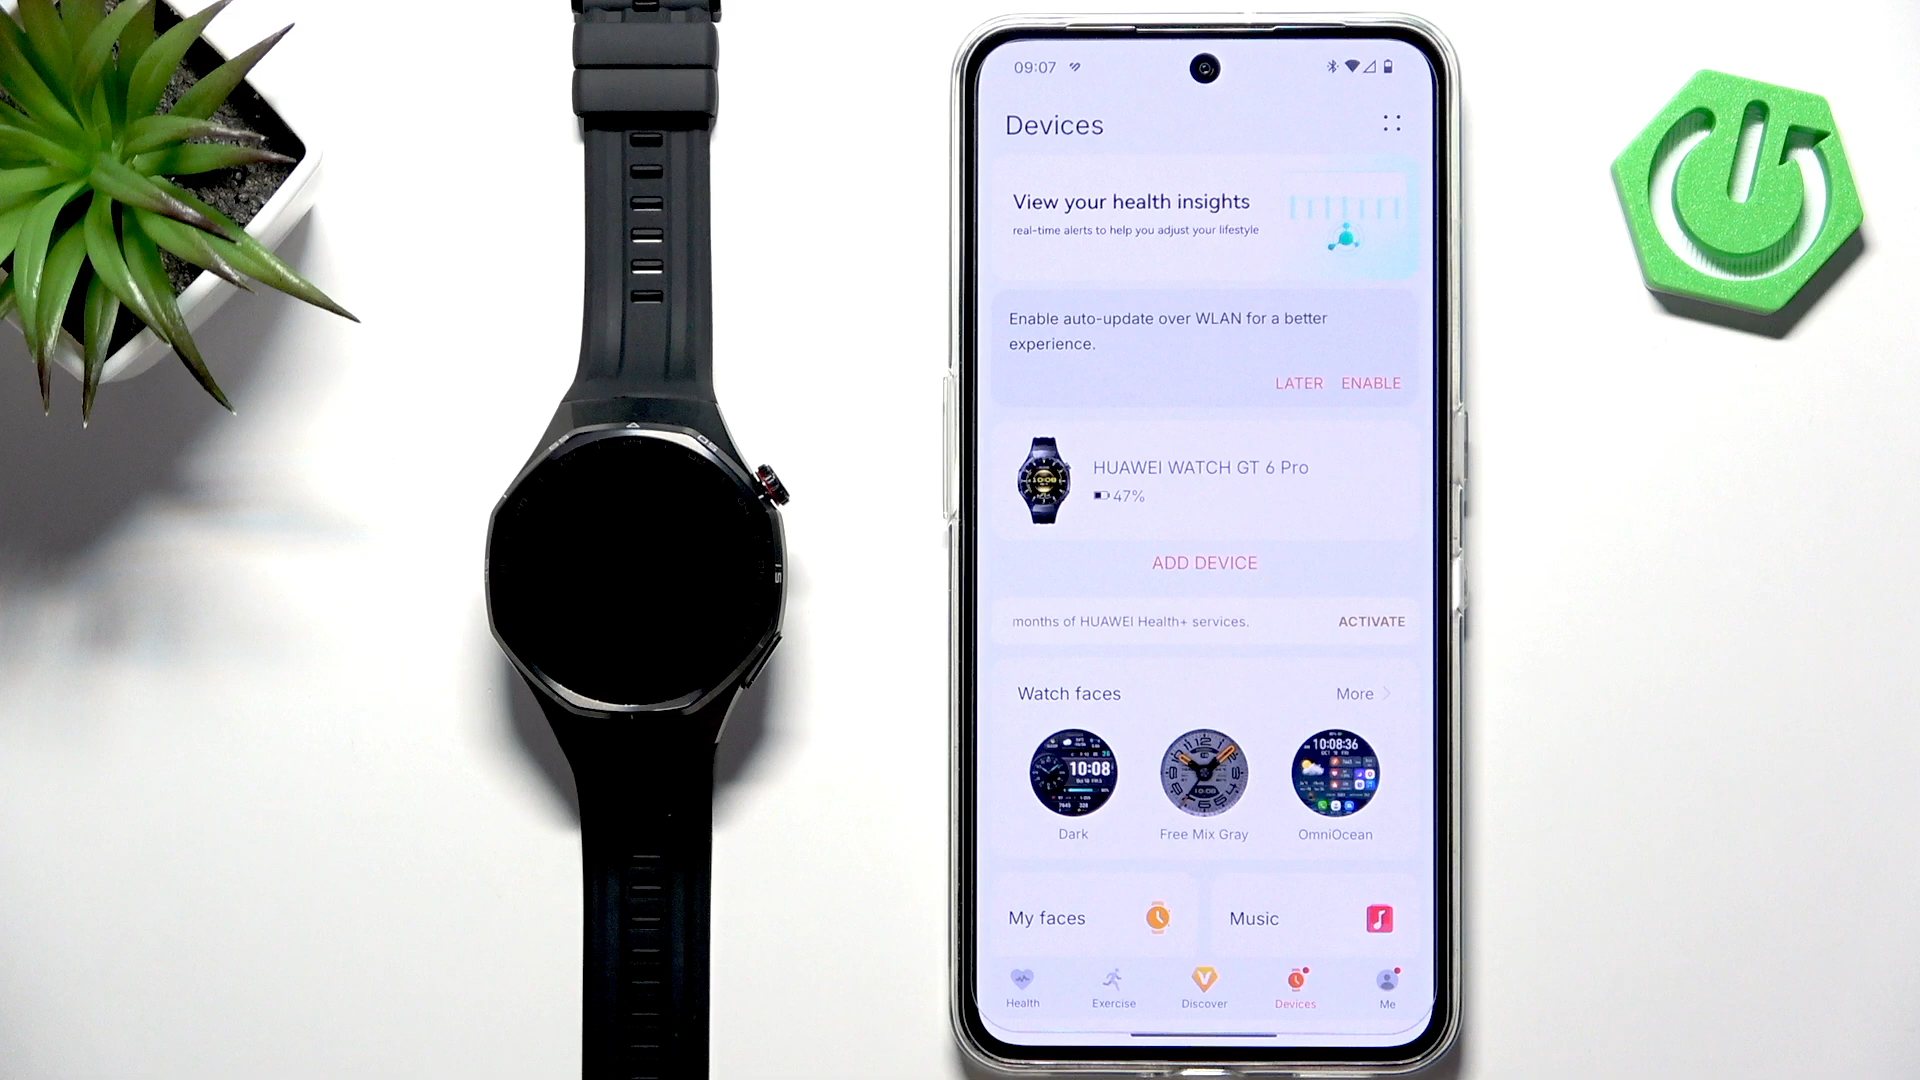 09:07
Devices
View your health insights
real-time alerts to help you adjust your lifestyle
Enable auto-update over WLAN for a better
experience.
LATER ENABLE
HUAWEI WATCH GT 6 Pro
47%
ADD DEVICE
months of HUAWEI Health+ services. ACTIVATE
Watch faces More
10:08
10:08:36
Dark Free Mix Gray OmniOcean
My faces Music
Health Exercise Discover Devices Me